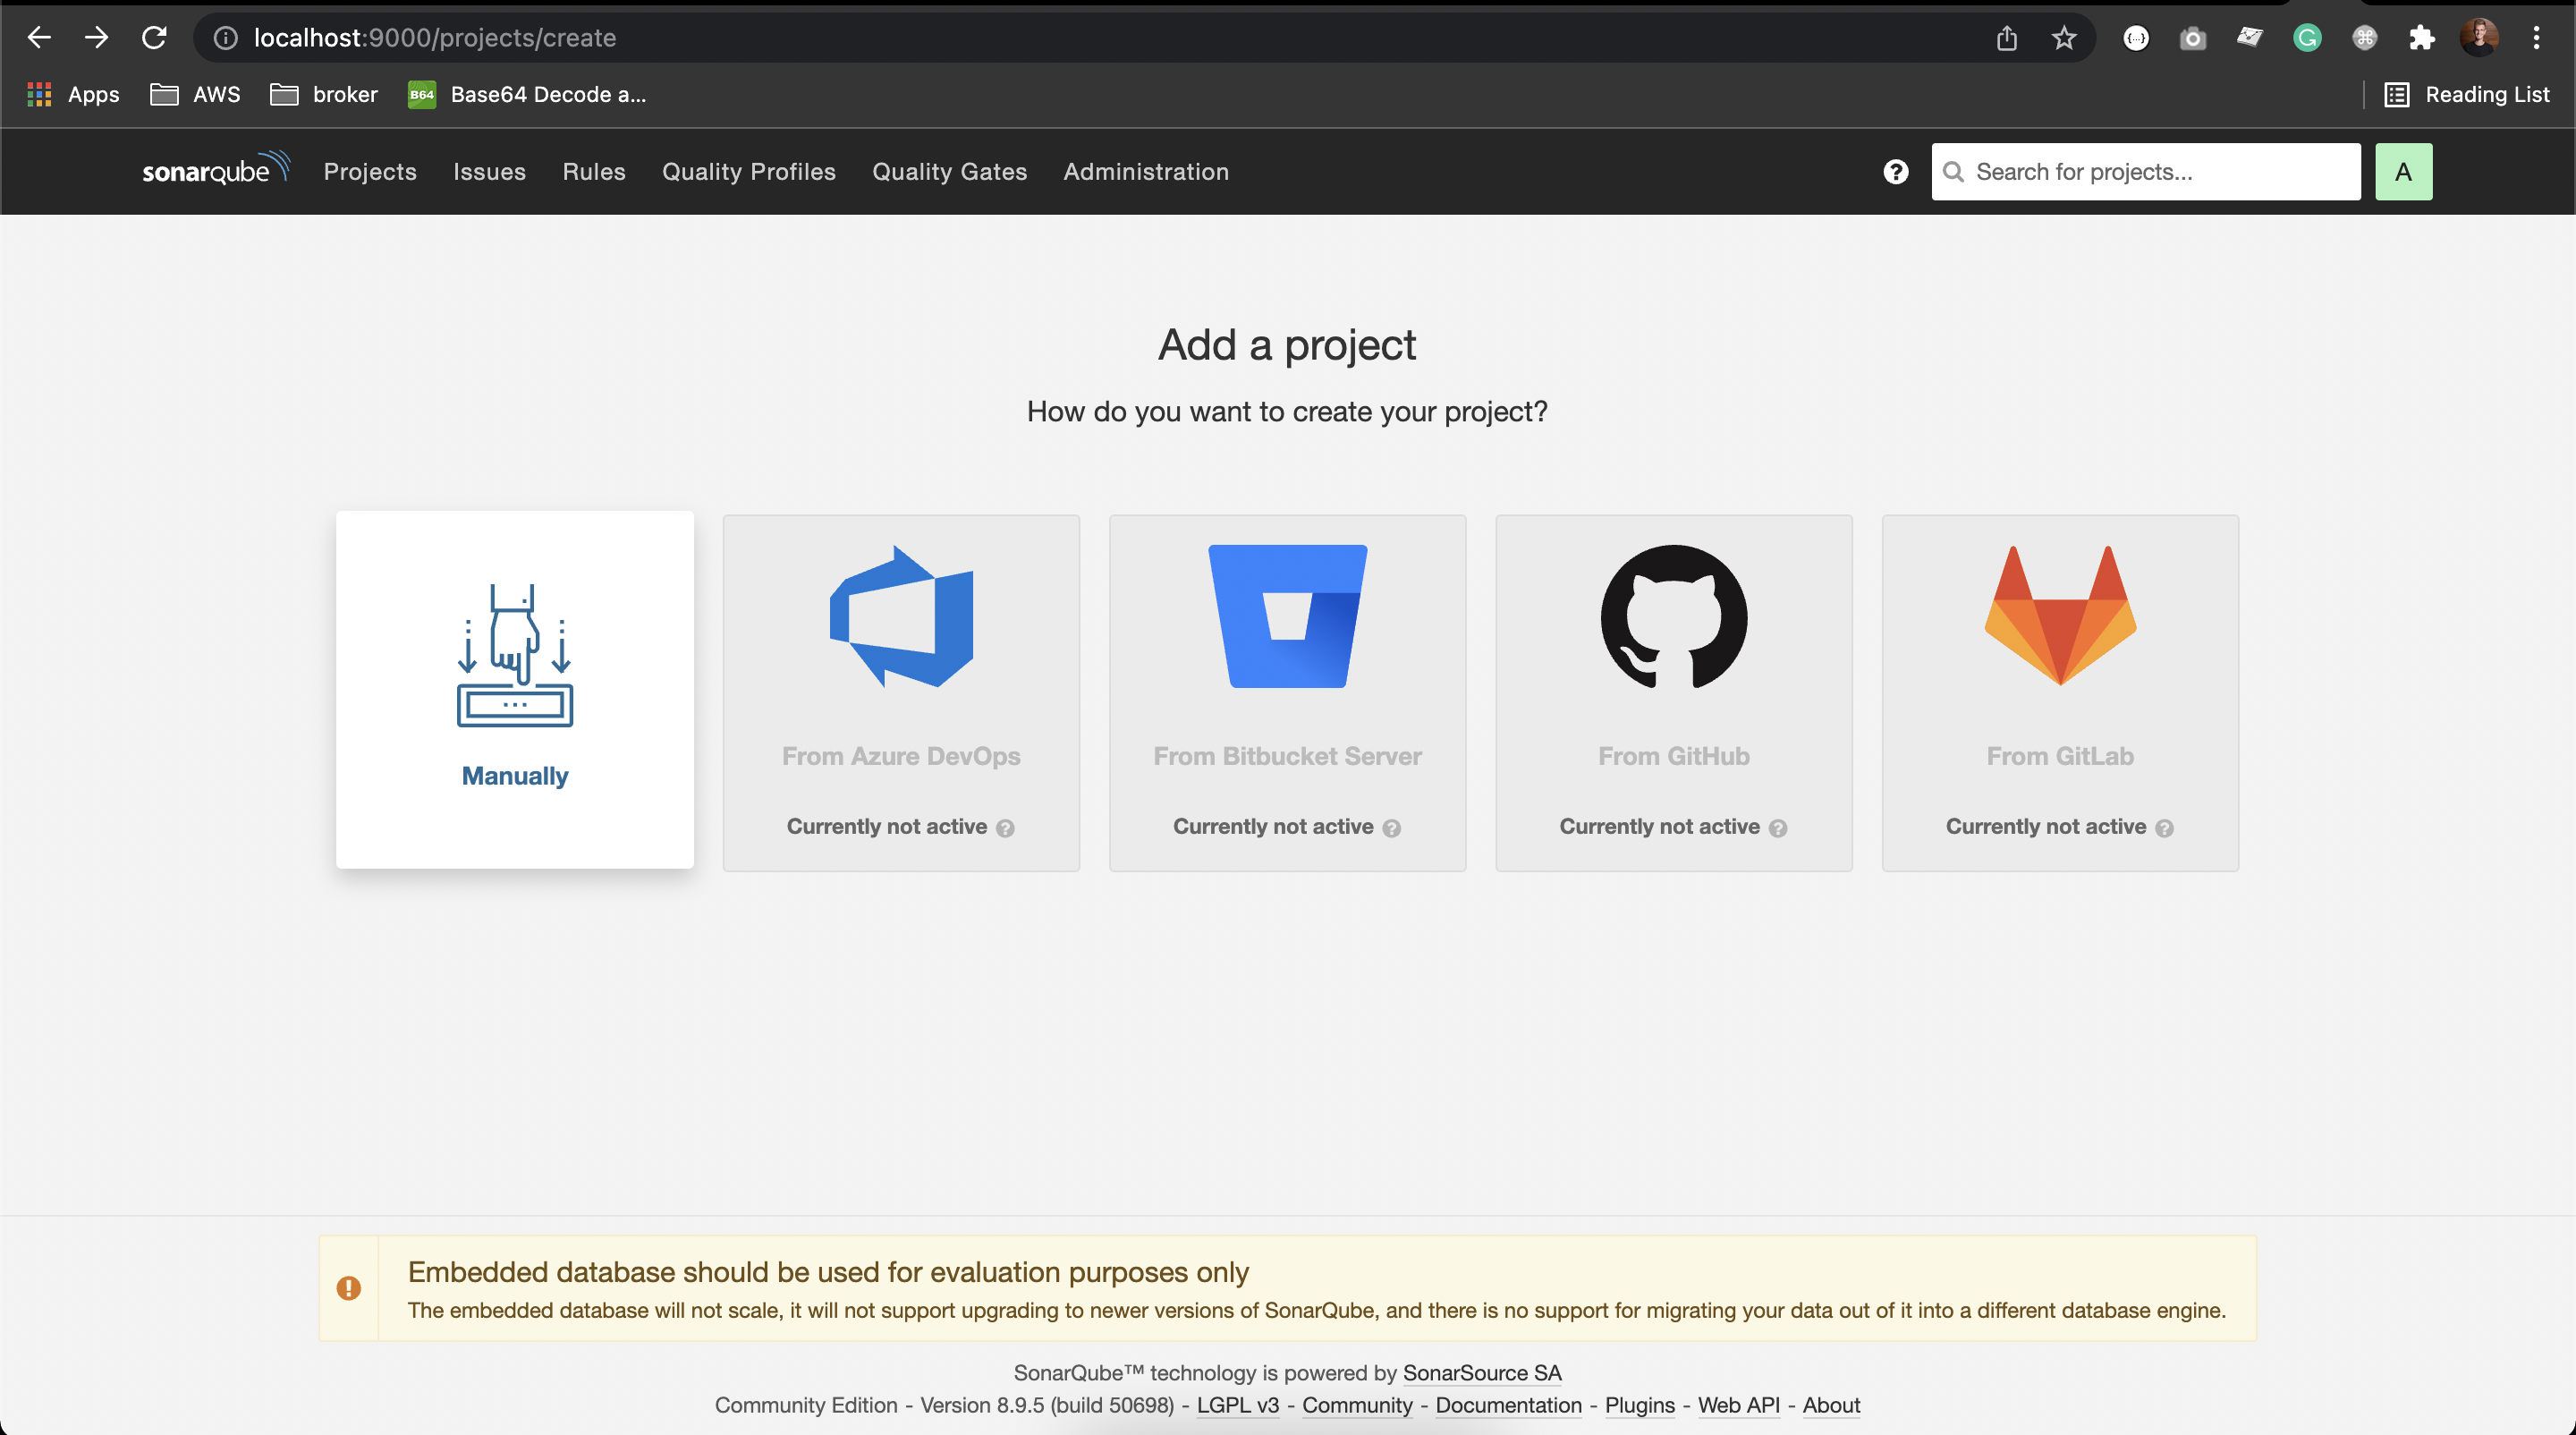 localhost:9000/projects/create
Apps AWS broker B64 Base64 Decode a... Reading List
sonarqube Projects Issues Rules Quality Profiles Quality Gates Administration ? Search for projects... A
Add a project
How do you want to create your project?
Manually
From Azure DevOps
Currently not active ?
From Bitbucket Server
Currently not active ?
From GitHub
Currently not active ?
From GitLab
Currently not active ?
Embedded database should be used for evaluation purposes only
The embedded database will not scale, it will not support upgrading to newer versions of SonarQube, and there is no support for migrating your data out of it into a different database engine.
SonarQube™ technology is powered by SonarSource SA
Community Edition - Version 8.9.5 (build 50698) - LGPL v3 - Community - Documentation - Plugins - Web API - About